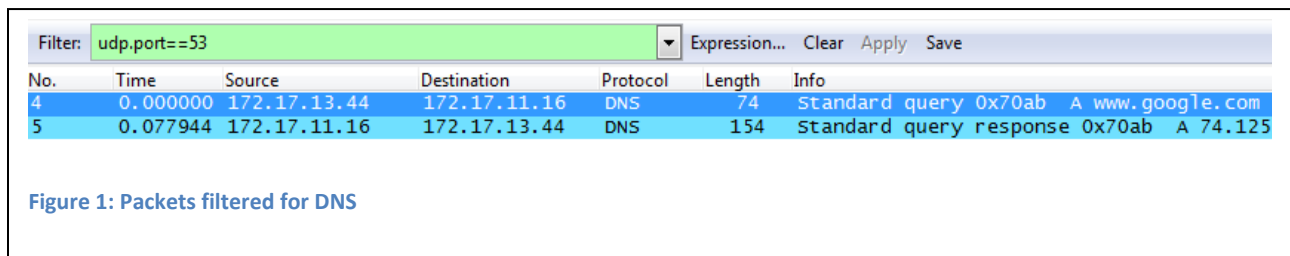 Filter: udp.port==53 Expression... Clear Apply Save
No. Time Source Destination Protocol Length Info
4 0.000000 172.17.13.44 172.17.11.16 DNS 74 Standard query 0x70ab A www.google.com
5 0.077944 172.17.11.16 172.17.13.44 DNS 154 Standard query response 0x70ab A 74.125
Figure 1: Packets filtered for DNS